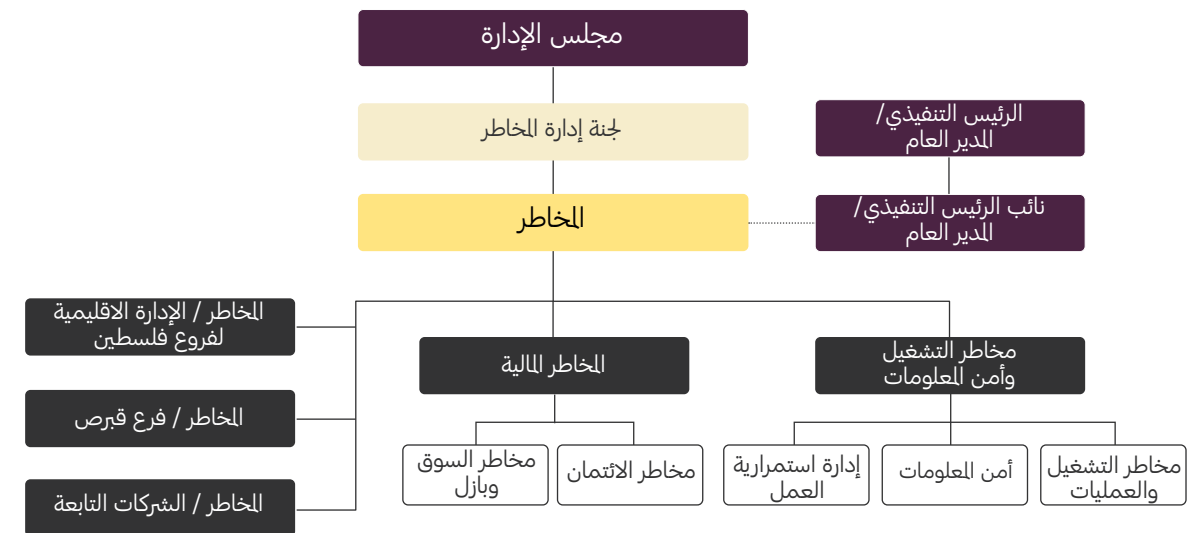 مجلس الإدارة
لجنة إدارة المخاطر
الرئيس التنفيذي/
المدير العام
المخاطر
نائب الرئيس التنفيذي/
المدير العام
المخاطر / الإدارة الاقليمية
لفروع فلسطين
المخاطر / فرع قبرص
المخاطر / الشركات التابعة
مخاطر التشغيل
وأمن المعلومات
المخاطر المالية
مخاطر التشغيل
والعمليات
أمن المعلومات
إدارة استمرارية
العمل
مخاطر الائتمان
مخاطر السوق
وبازل